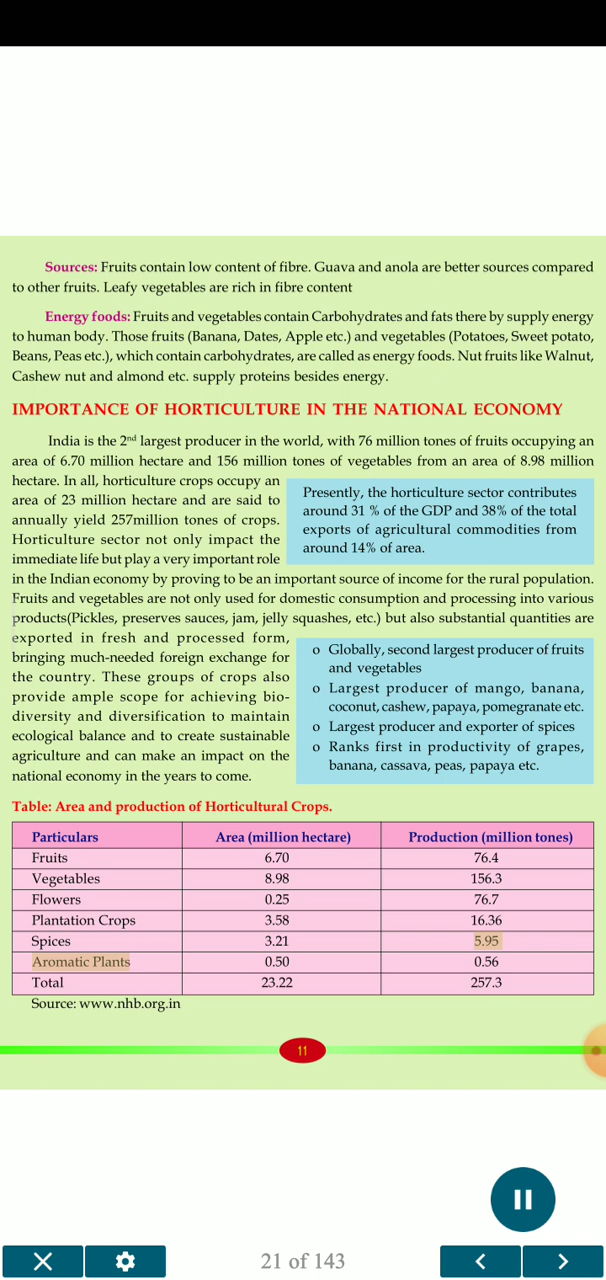 Sources: Fruits contain low content of fibre. Guava and anola are better sources compared
to other fruits. Leafy vegetables are rich in fibre content
Energy foods: Fruits and vegetables contain Carbohydrates and fats there by supply energy
to human body. Those fruits (Banana, Dates, Apple etc.) and vegetables (Potatoes, Sweet potato,
Beans, Peas etc.), which contain carbohydrates, are called as energy foods. Nut fruits like Walnut,
Cashew nut and almond etc. supply proteins besides energy.
IMPORTANCE OF HORTICULTURE IN THE NATIONAL ECONOMY
India is the 2nd largest producer in the world, with 76 million tones of fruits occupying an
area of 6.70 million hectare and 156 million tones of vegetables from an area of 8.98 million
hectare. In all, horticulture crops occupy an
area of 23 million hectare and are said to
annually yield 257million tones of crops.
Horticulture sector not only impact the
immediate life but play a very important role
Presently, the horticulture sector contributes
around 31 % of the GDP and 38% of the total
exports of agricultural commodities from
around 14% of area.
in the Indian economy by proving to be an important source of income for the rural population.
Fruits and vegetables are not only used for domestic consumption and processing into various
products(Pickles, preserves sauces, jam, jelly squashes, etc.) but also substantial quantities are
exported in fresh and processed form,
bringing much-needed foreign exchange for
the country. These groups of crops also
provide ample scope for achieving bio-
diversity and diversification to maintain
ecological balance and to create sustainable
agriculture and can make an impact on the
national economy in the years to come.
o Globally, second largest producer of fruits
and vegetables
o Largest producer of mango, banana,
coconut, cashew, papaya, pomegranate etc.
o Largest producer and exporter of spices
o Ranks first in productivity of grapes,
banana, cassava, peas, papaya etc.
Table: Area and production of Horticultural Crops.
Particulars Area (million hectare) Production (million tones)
Fruits 6.70 76.4
Vegetables 8.98 156.3
Flowers 0.25 76.7
Plantation Crops 3.58 16.36
Spices 3.21 5.95
Aromatic Plants 0.50 0.56
Total 23.22 257.3
Source: www.nhb.org.in
11
21 of 143